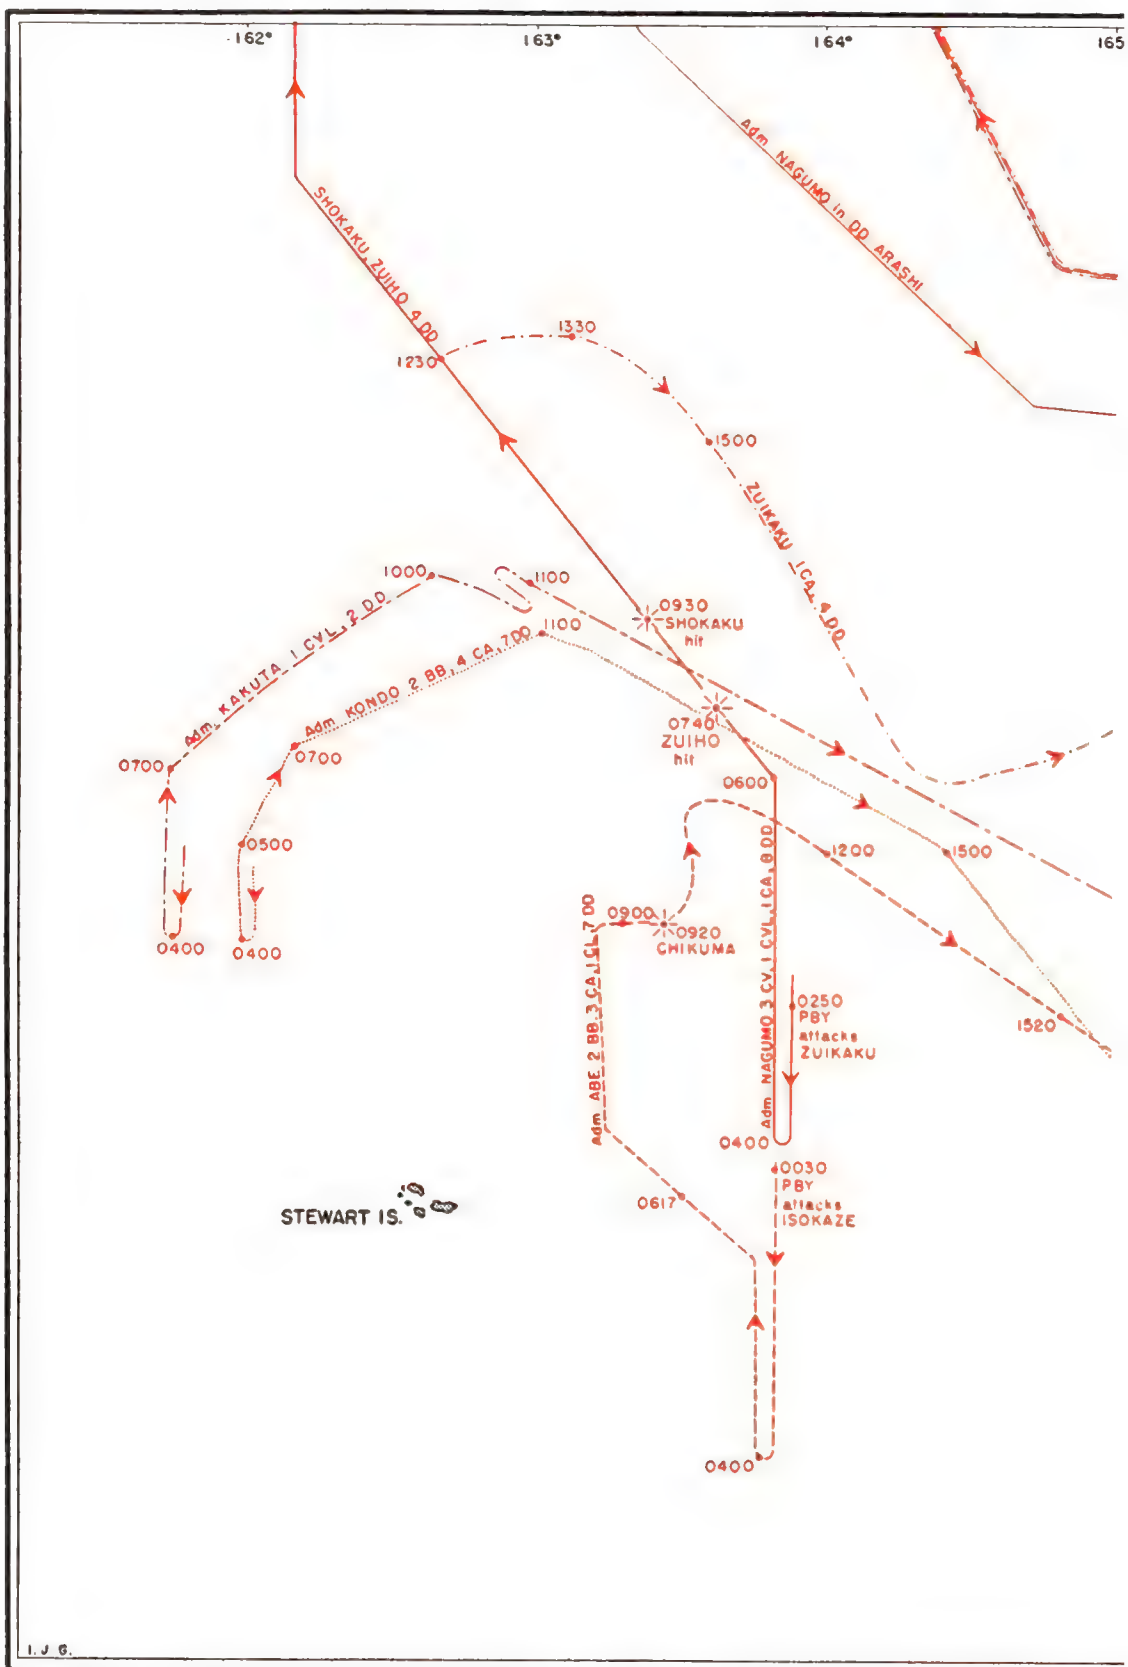 162°
163°
164°
165
Adm NAGUMO in DD ARASHI
SHOKAKU, ZUIHO 4 DD
1330
1230
1500
ZUIKAKU 1 CA, 4 DD
1000
1100
0930
SHOKAKU
hit
1100
Adm. KAKUTA 1 CVL, 2 DD
Adm KONDO 2 BB, 4 CA, 7 DD
0740
ZUIHO
hit
0700
0700
0600
0500
1200
1500
Adm NAGUMO 3 CV, 1 CVL, 1 CA, 8 DD
0900
0920
CHIKUMA
0400
0400
Adm ABE 2 BB, 3 CA, 1 CL, 7 DD
0250
PBY
attacks
ZUIKAKU
1520
0400
0030
PBY
attacks
ISOKAZE
0617
STEWART IS.
0400
I. J. G.